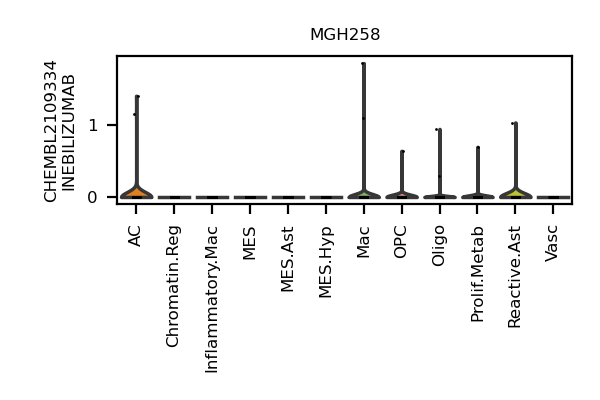 MGH258
CHEMBL2109334
INEBILIZUMAB
1
0
AC
Chromatin.Reg
Inflammatory.Mac
MES
MES.Ast
MES.Hyp
Mac
OPC
Oligo
Prolif.Metab
Reactive.Ast
Vasc